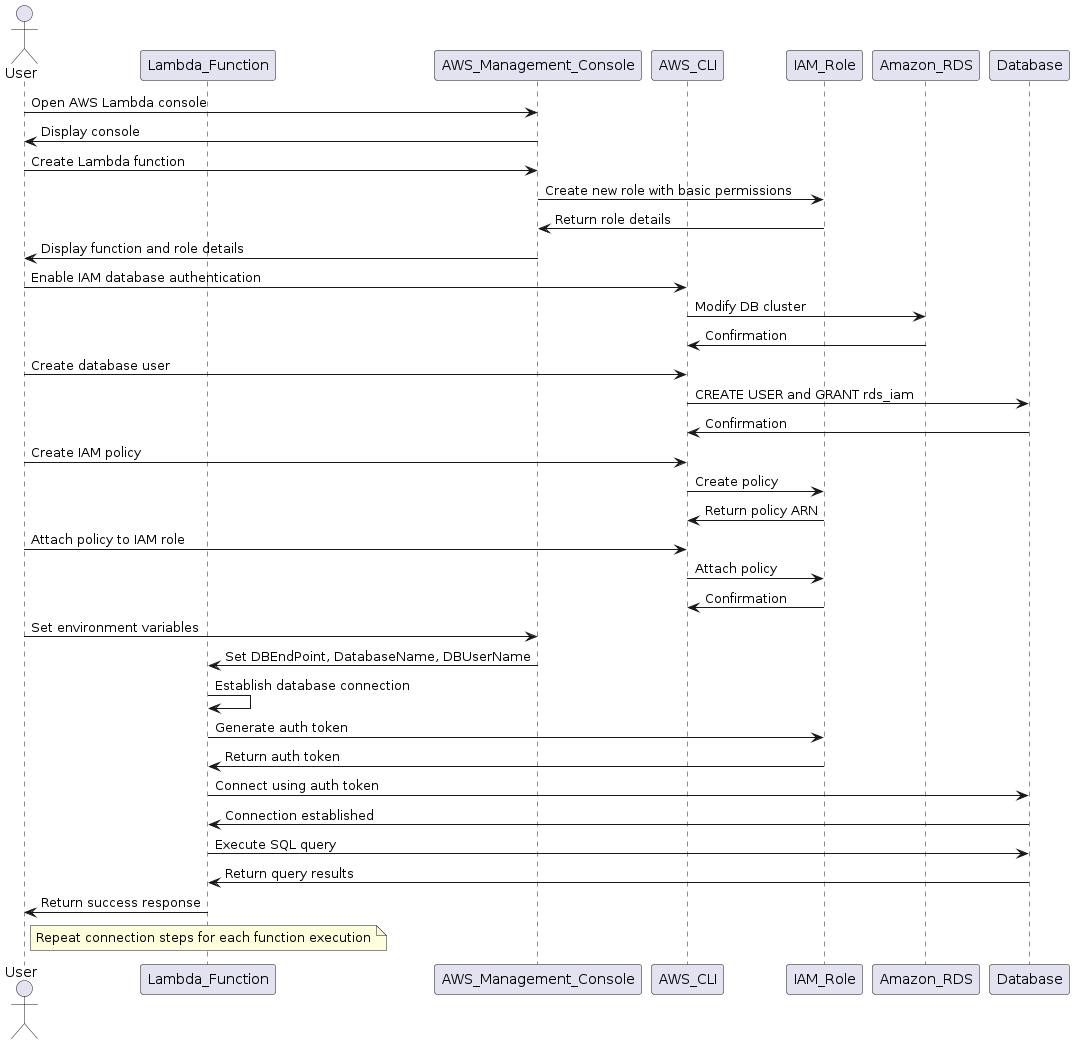 User
Lambda_Function
AWS_Management_Console
AWS_CLI
IAM_Role
Amazon_RDS
Database
Open AWS Lambda console
Display console
Create Lambda function
Create new role with basic permissions
Return role details
Display function and role details
Enable IAM database authentication
Modify DB cluster
Confirmation
Create database user
CREATE USER and GRANT rds_iam
Confirmation
Create IAM policy
Create policy
Return policy ARN
Attach policy to IAM role
Attach policy
Confirmation
Set environment variables
Set DBEndPoint, DatabaseName, DBUserName
Establish database connection
Generate auth token
Return auth token
Connect using auth token
Connection established
Execute SQL query
Return query results
Return success response
Repeat connection steps for each function execution
User
Lambda_Function
AWS_Management_Console
AWS_CLI
IAM_Role
Amazon_RDS
Database